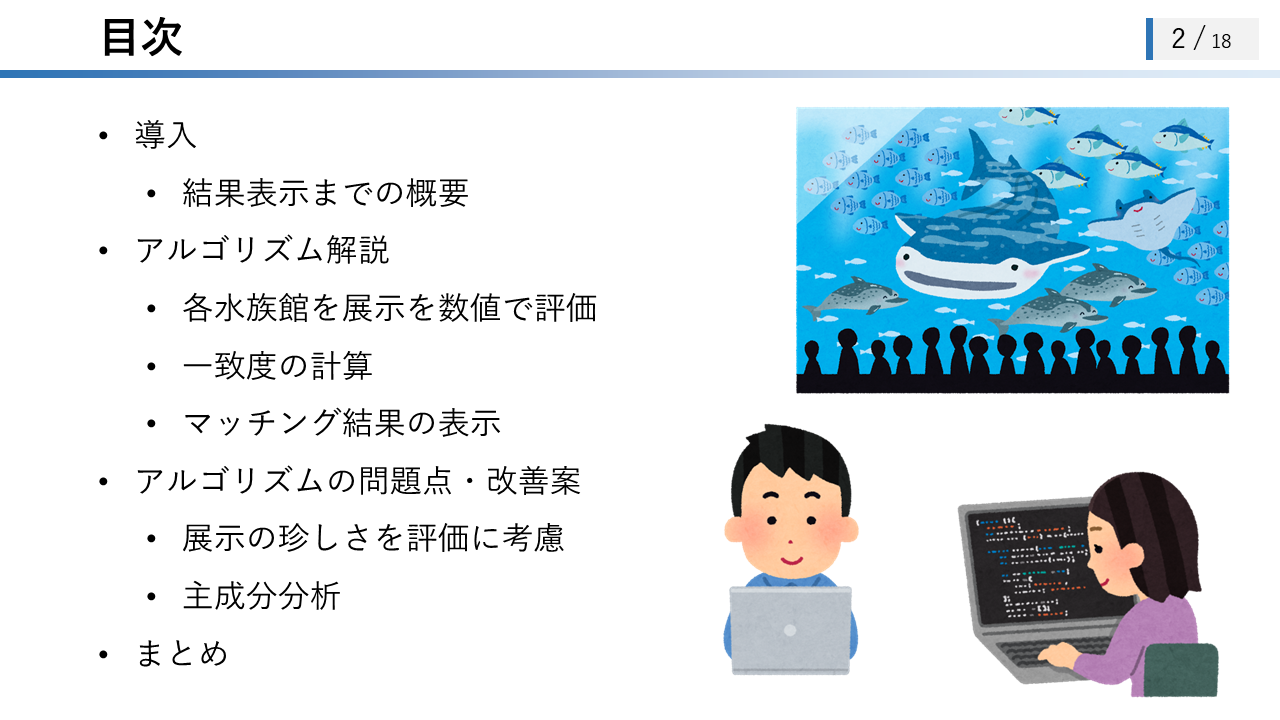 目次
2 / 18
• 導入
• 結果表示までの概要
• アルゴリズム解説
• 各水族館を展示を数値で評価
• 一致度の計算
• マッチング結果の表示
• アルゴリズムの問題点・改善案
• 展示の珍しさを評価に考慮
• 主成分分析
• まとめ